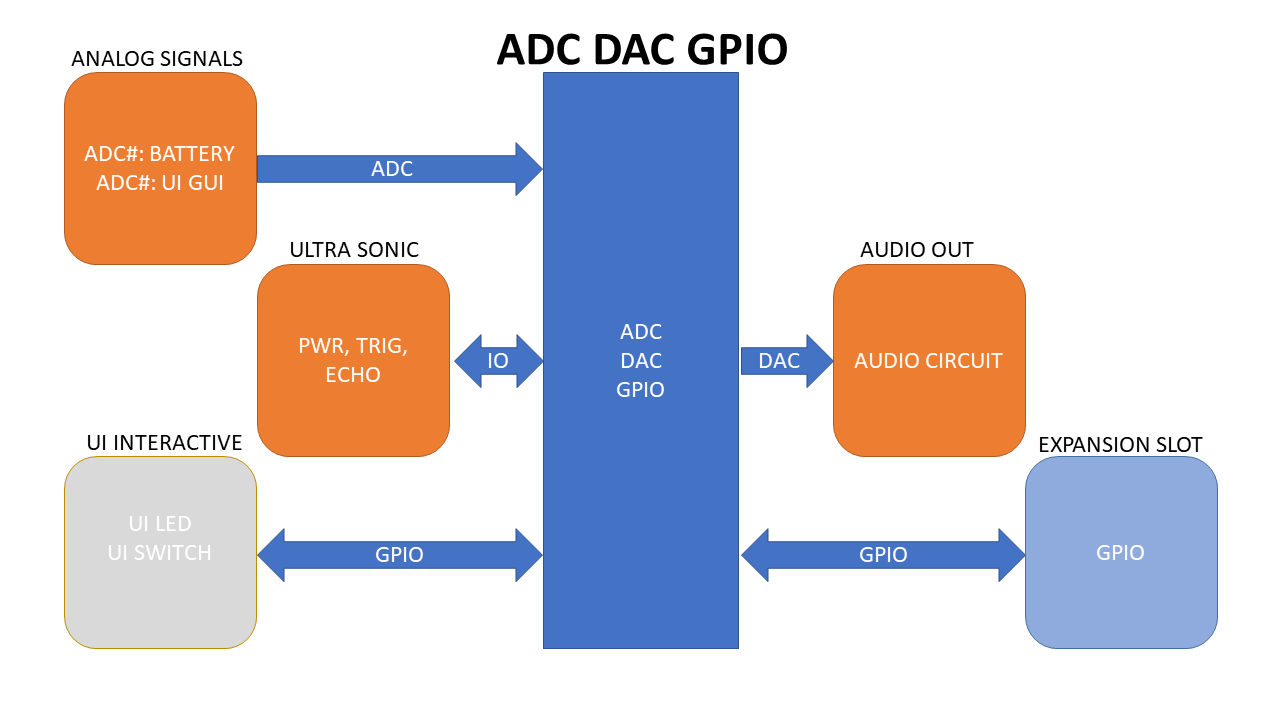 ADC DAC GPIO
ANALOG SIGNALS
ADC#: BATTERY
ADC#: UI GUI
ADC
ULTRA SONIC
PWR, TRIG,
ECHO
IO
ADC
DAC
GPIO
DAC
AUDIO OUT
AUDIO CIRCUIT
UI INTERACTIVE
UI LED
UI SWITCH
GPIO
GPIO
EXPANSION SLOT
GPIO